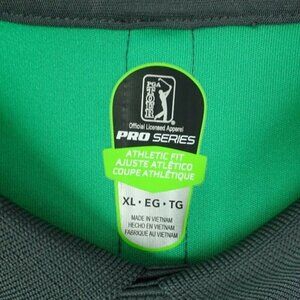 PGA TOUR
Official Licensed Apparel
PRO SERIES
ATHLETIC FIT
AJUSTE ATLÉTICO
COUPE ATHLÉTIQUE
XL • EG • TG
MADE IN VIETNAM
HECHO EN VIETNAM
FABRIQUÉ AU VIETNAM